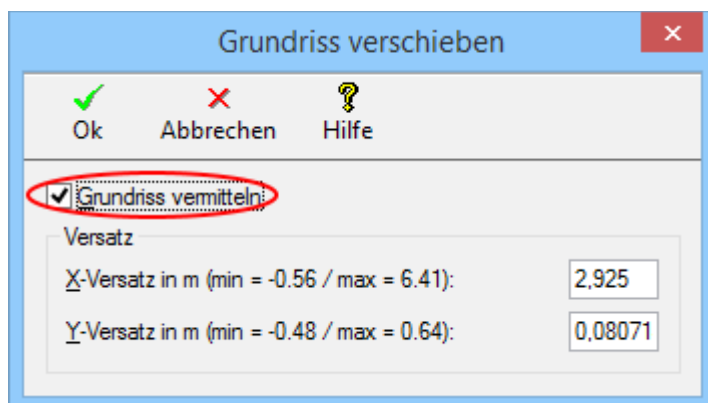 Grundriss verschieben
Ok Abbrechen Hilfe
Grundriss vermitteln
Versatz
X-Versatz in m (min = -0.56 / max = 6.41): 2,925
Y-Versatz in m (min = -0.48 / max = 0.64): 0,08071